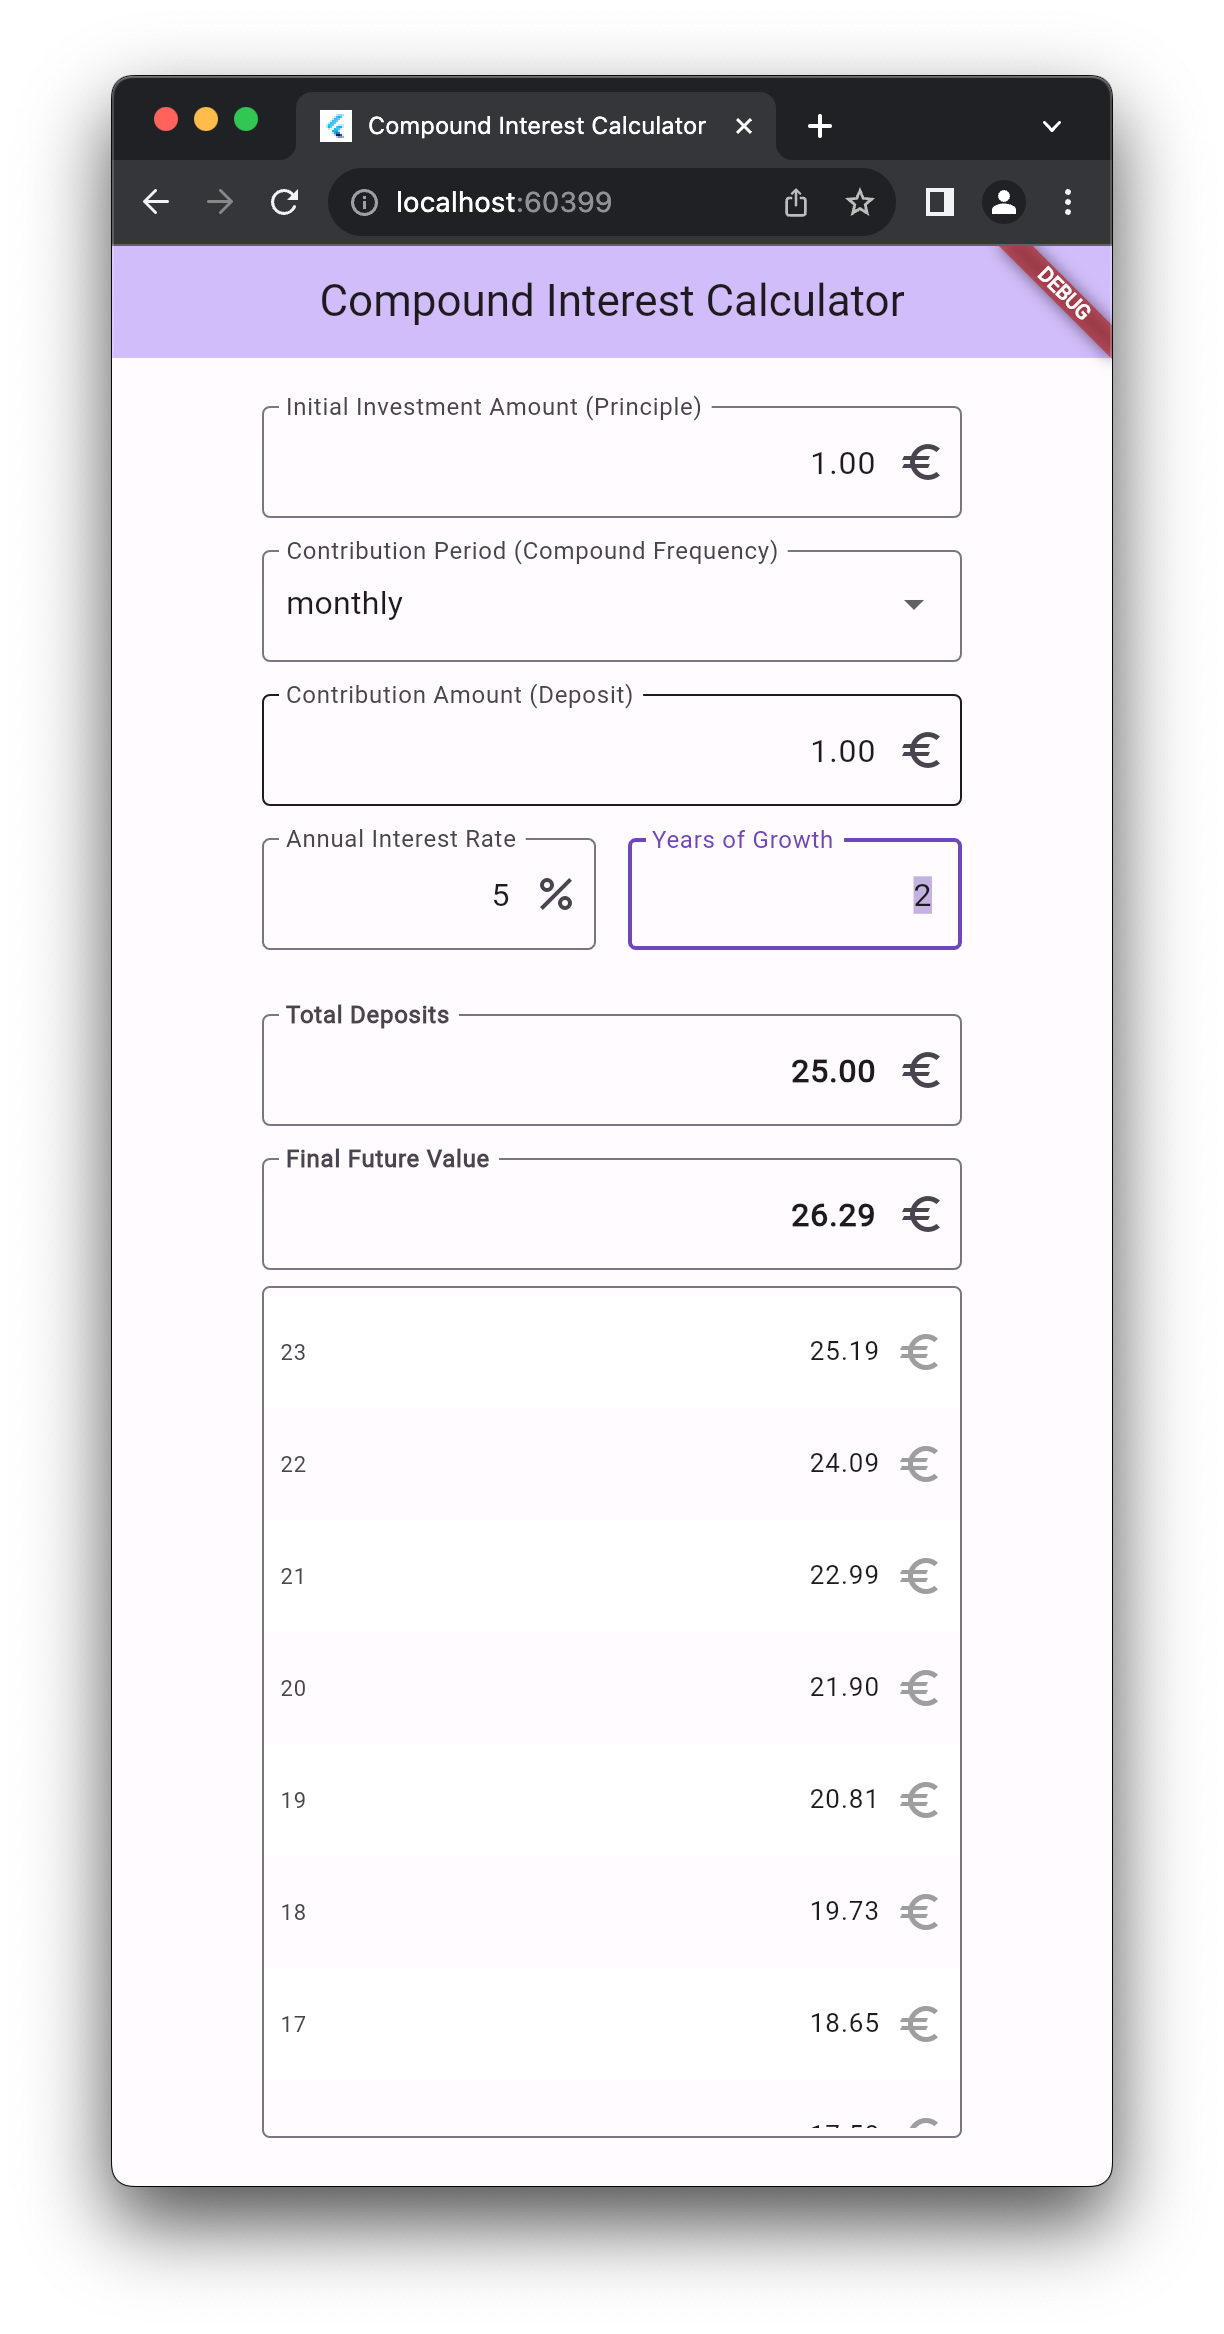 Compound Interest Calculator
localhost:60399
Compound Interest Calculator
DEBUG
Initial Investment Amount (Principle)
1.00 €
Contribution Period (Compound Frequency)
monthly
Contribution Amount (Deposit)
1.00 €
Annual Interest Rate
5 %
Years of Growth
2
Total Deposits
25.00 €
Final Future Value
26.29 €
23 25.19 €
22 24.09 €
21 22.99 €
20 21.90 €
19 20.81 €
18 19.73 €
17 18.65 €